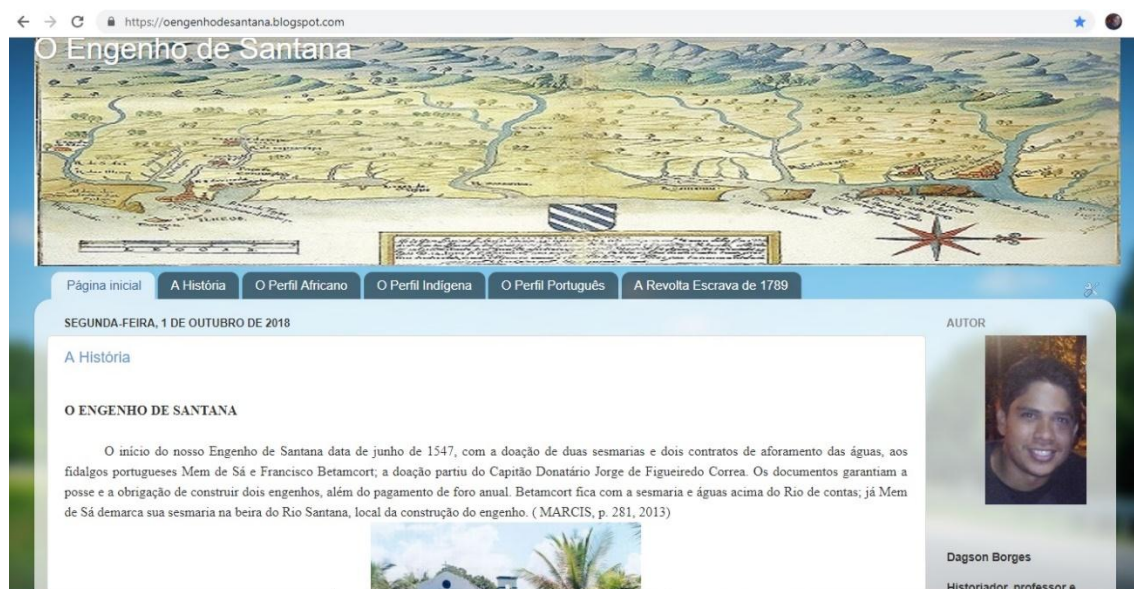 https://oengenhodesantana.blogspot.com
O Engenho de Santana
Página inicial
A História
O Perfil Africano
O Perfil Indígena
O Perfil Português
A Revolta Escrava de 1789
SEGUNDA-FEIRA, 1 DE OUTUBRO DE 2018
A História
O ENGENHO DE SANTANA
O início do nosso Engenho de Santana data de junho de 1547, com a doação de duas sesmarias e dois contratos de aforamento das águas, aos
fidalgos portugueses Mem de Sá e Francisco Betamcort; a doação partiu do Capitão Donatário Jorge de Figueiredo Correa. Os documentos garantiam a
posse e a obrigação de construir dois engenhos, além do pagamento de foro anual. Betamcort fica com a sesmaria e águas acima do Rio de contas; já Mem
de Sá demarca sua sesmaria na beira do Rio Santana, local da construção do engenho. ( MARCIS, p. 281, 2013)
AUTOR
Dagson Borges
Historiador, professor e